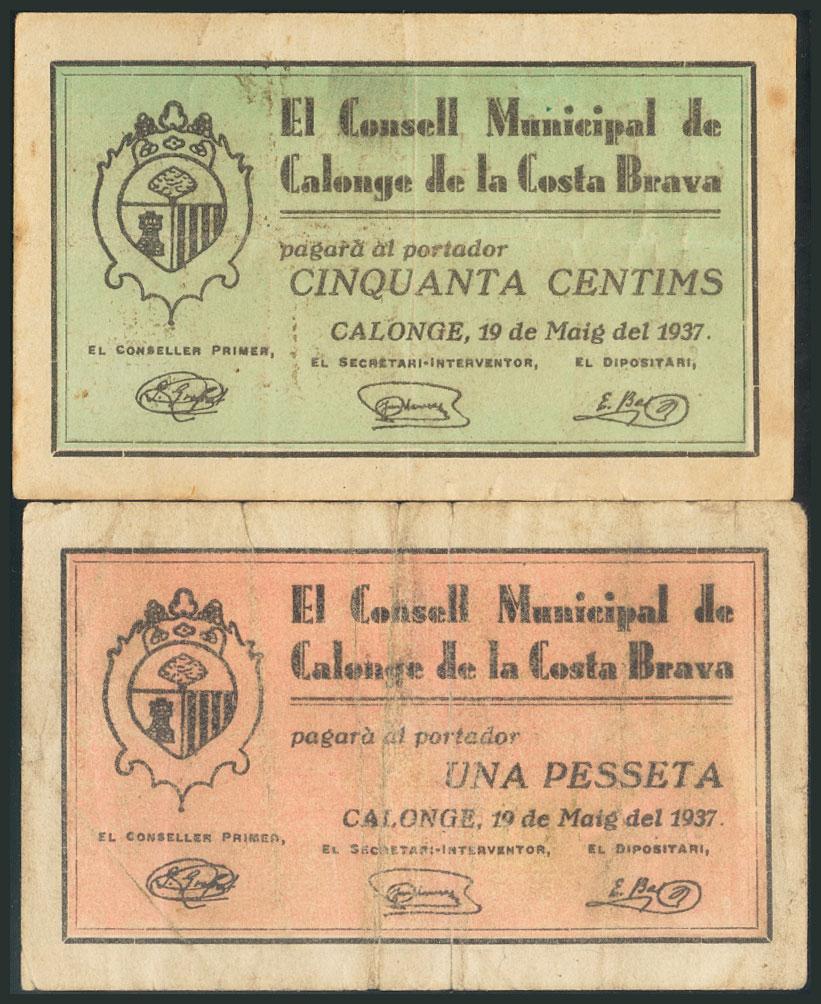 El Consell Municipal de
Calonge de la Costa Brava
pagarà al portador
CINQUANTA CENTIMS
CALONGE, 19 de Maig del 1937.
EL CONSELLER PRIMER,
EL SECRETARI-INTERVENTOR, EL DIPOSITARI,
El Consell Municipal de
Calonge de la Costa Brava
pagarà al portador
UNA PESSETA
CALONGE, 19 de Maig del 1937.
EL CONSELLER PRIMER,
EL SECRETARI-INTERVENTOR, EL DIPOSITARI,